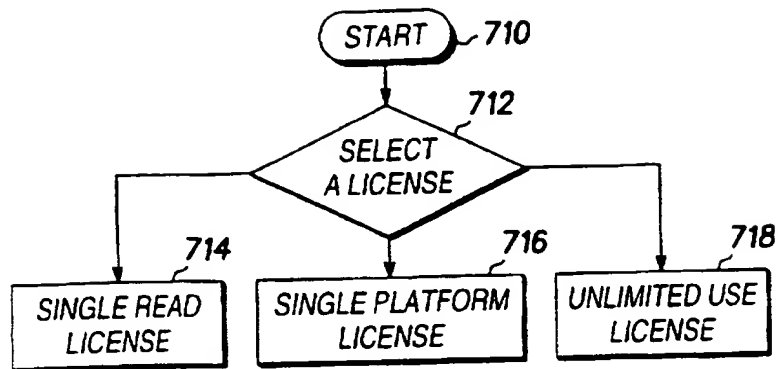 START
710
712
SELECT
A LICENSE
714
716
718
SINGLE READ
LICENSE
SINGLE PLATFORM
LICENSE
UNLIMITED USE
LICENSE